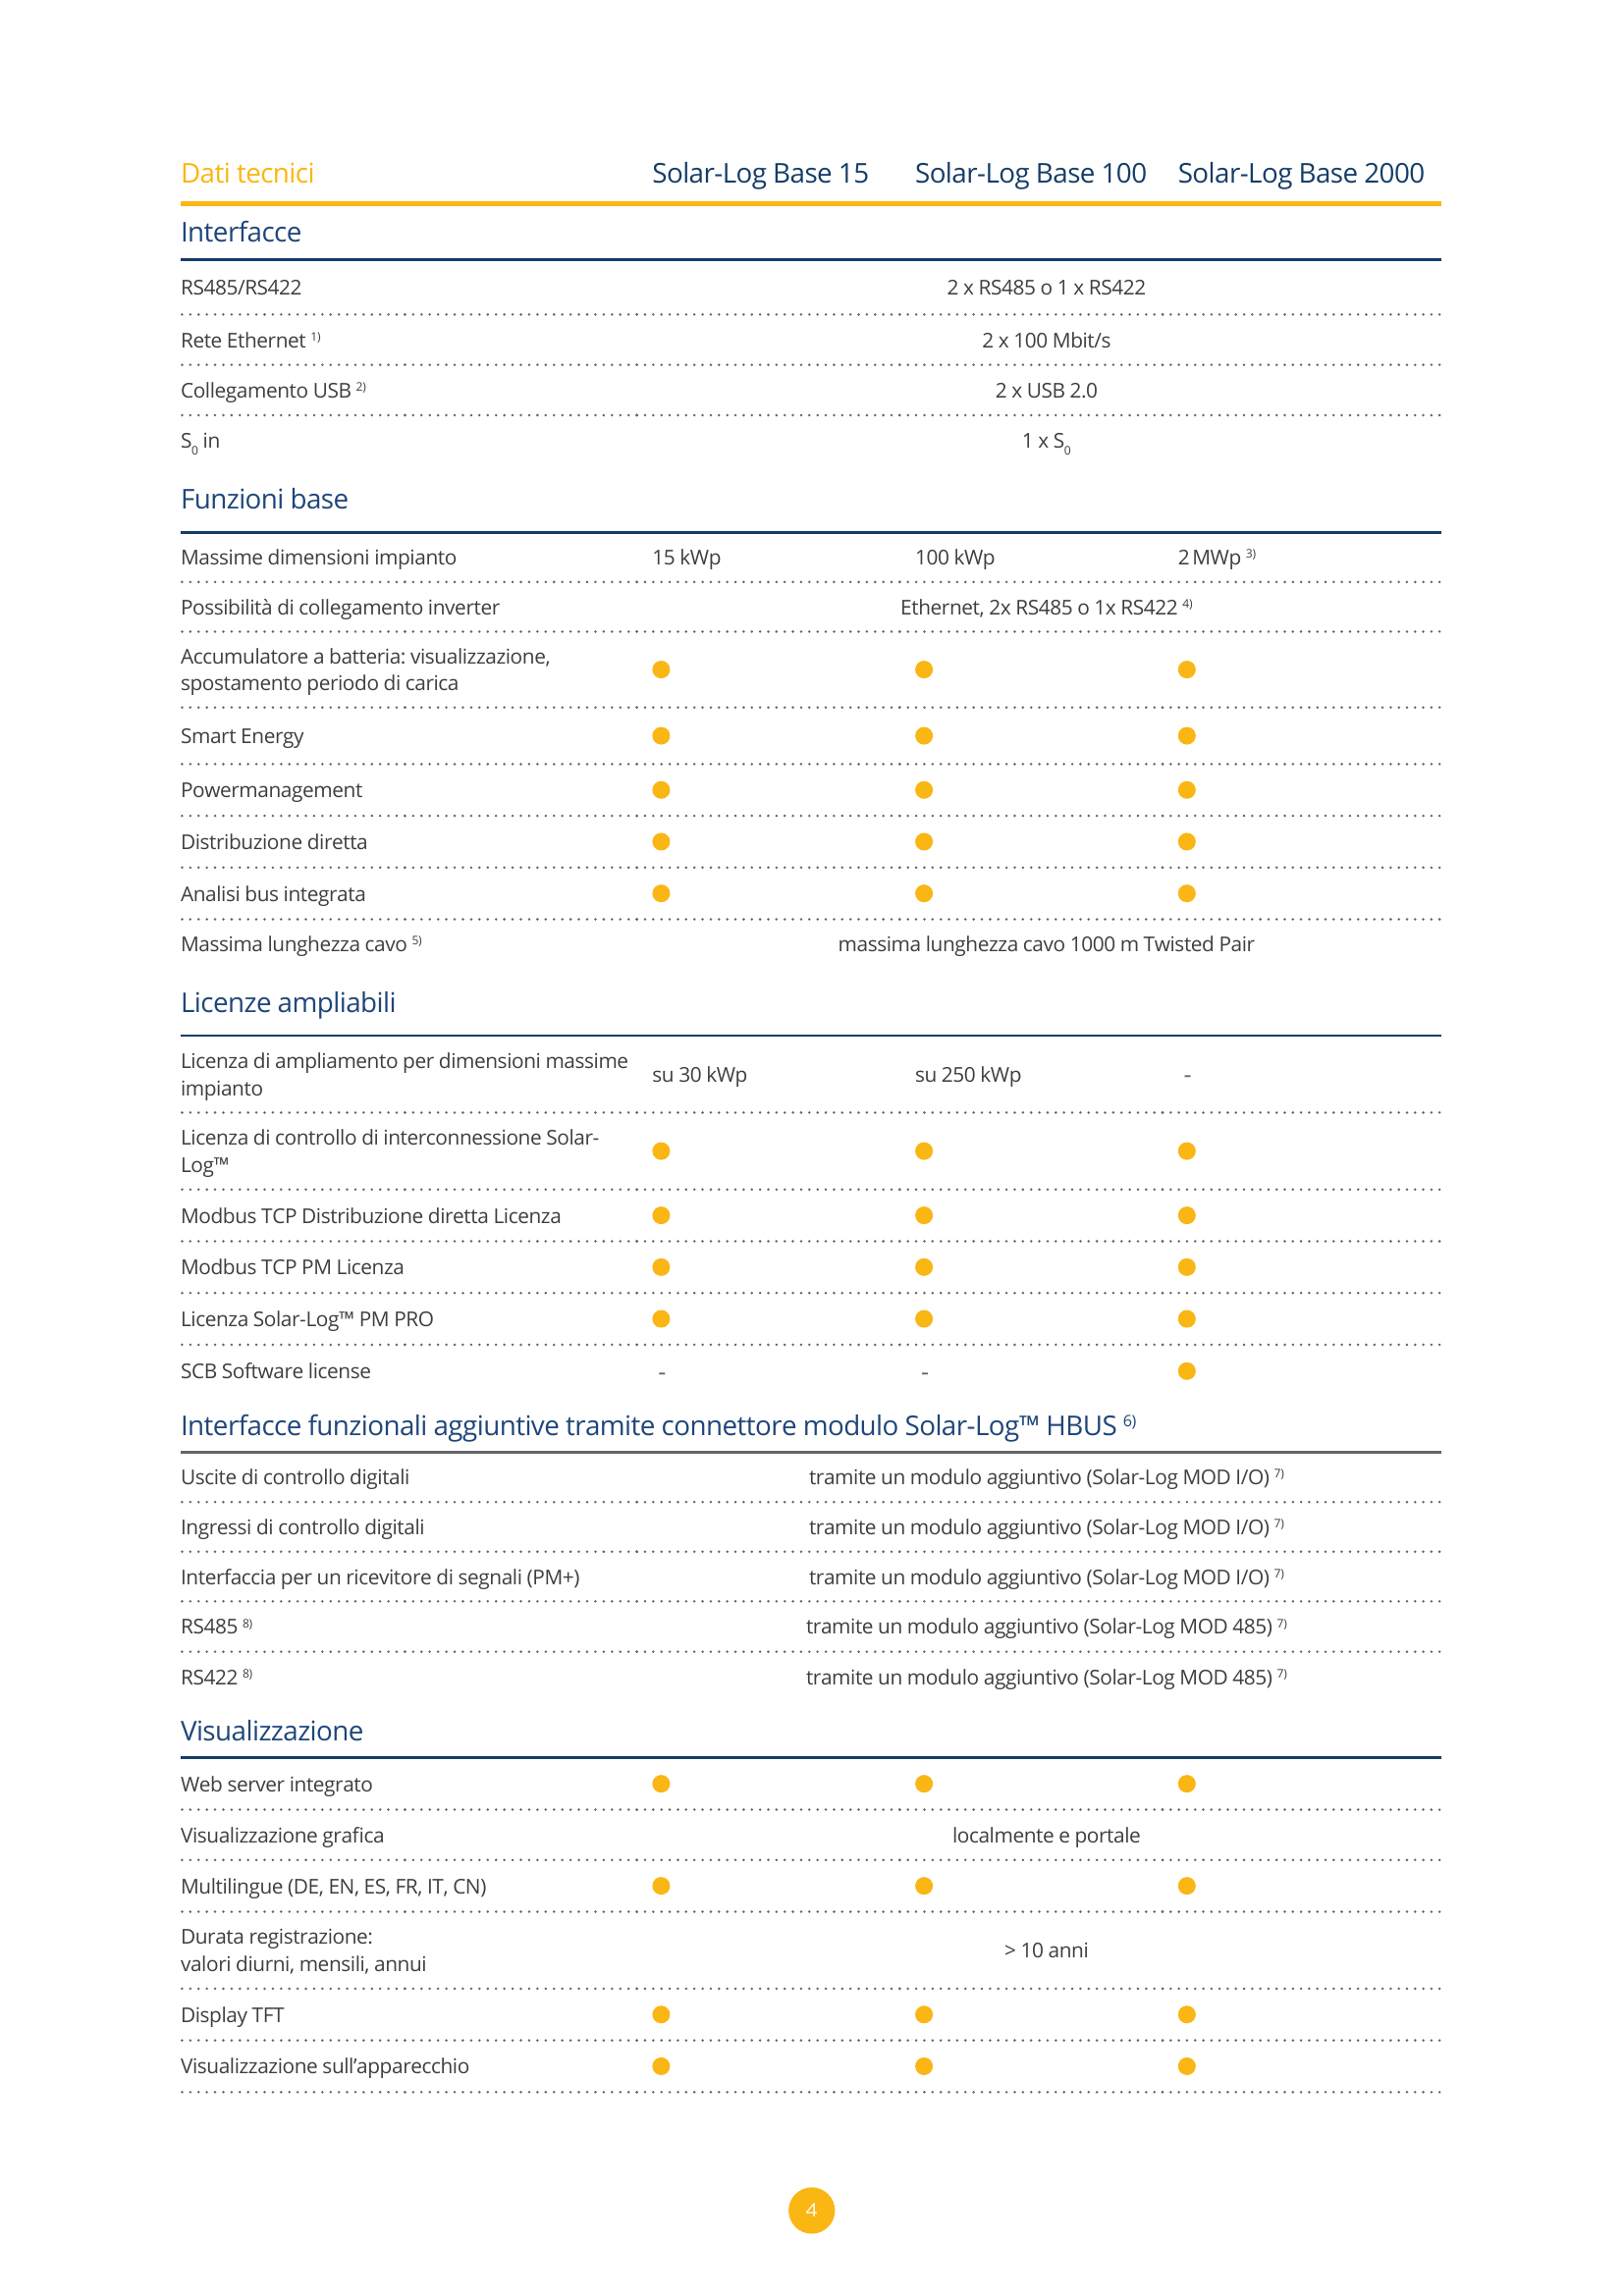 Dati tecnici Solar-Log Base 15 Solar-Log Base 100 Solar-Log Base 2000
Interfacce
RS485/RS422 2 x RS485 o 1 x RS422
Rete Ethernet 1) 2 x 100 Mbit/s
Collegamento USB 2) 2 x USB 2.0
S0 in 1 x S0
Funzioni base
Massime dimensioni impianto 15 kWp 100 kWp 2 MWp 3)
Possibilità di collegamento inverter Ethernet, 2x RS485 o 1x RS422 4)
Accumulatore a batteria: visualizzazione,
spostamento periodo di carica
Smart Energy
Powermanagement
Distribuzione diretta
Analisi bus integrata
Massima lunghezza cavo 5) massima lunghezza cavo 1000 m Twisted Pair
Licenze ampliabili
Licenza di ampliamento per dimensioni massime
impianto su 30 kWp su 250 kWp -
Licenza di controllo di interconnessione Solar-
Log™
Modbus TCP Distribuzione diretta Licenza
Modbus TCP PM Licenza
Licenza Solar-Log™ PM PRO
SCB Software license - -
Interfacce funzionali aggiuntive tramite connettore modulo Solar-Log™ HBUS 6)
Uscite di controllo digitali tramite un modulo aggiuntivo (Solar-Log MOD I/O) 7)
Ingressi di controllo digitali tramite un modulo aggiuntivo (Solar-Log MOD I/O) 7)
Interfaccia per un ricevitore di segnali (PM+) tramite un modulo aggiuntivo (Solar-Log MOD I/O) 7)
RS485 8) tramite un modulo aggiuntivo (Solar-Log MOD 485) 7)
RS422 8) tramite un modulo aggiuntivo (Solar-Log MOD 485) 7)
Visualizzazione
Web server integrato
Visualizzazione grafica localmente e portale
Multilingue (DE, EN, ES, FR, IT, CN)
Durata registrazione:
valori diurni, mensili, annui > 10 anni
Display TFT
Visualizzazione sull’apparecchio
4